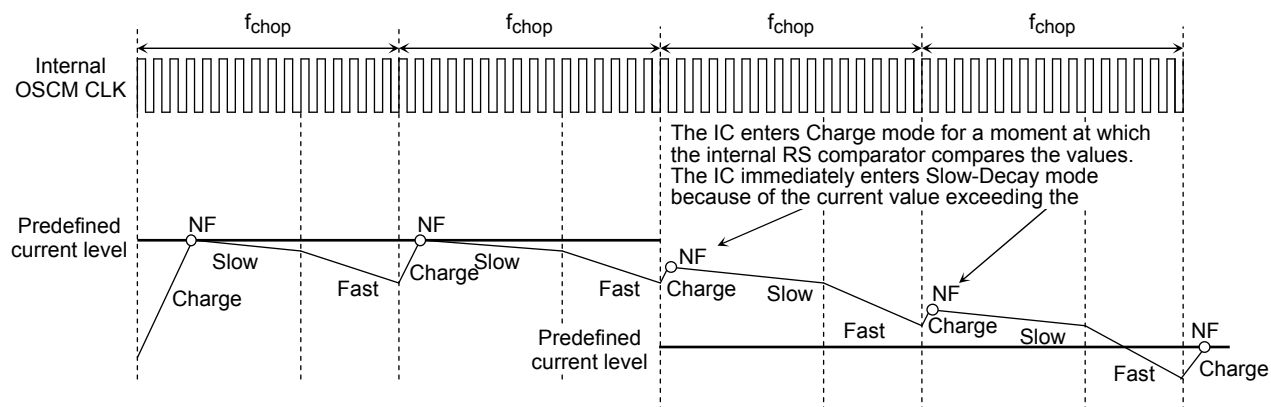 fchop fchop fchop fchop
Internal
OSCM CLK
The IC enters Charge mode for a moment at which
the internal RS comparator compares the values.
The IC immediately enters Slow-Decay mode
because of the current value exceeding the
Predefined
current level
NF
Slow
Charge
Fast
NF
Charge
Slow
Fast
NF
Charge
Slow
Fast
NF
Charge
Slow
Fast
NF
Charge
Predefined
current level